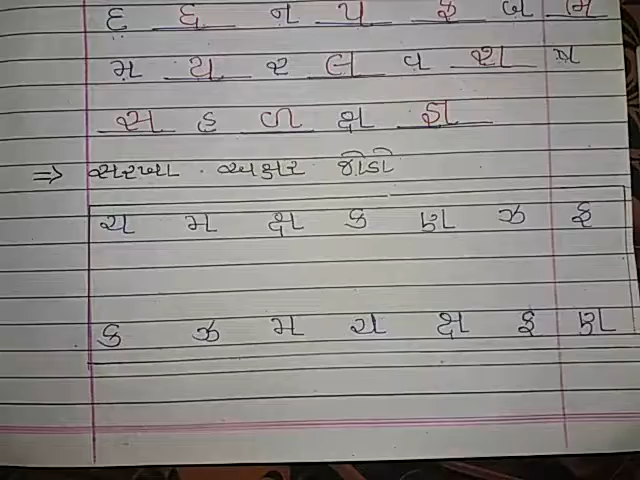 દ ધ ન પ ફ બ ભ
મ ય ર લ વ શ ષ
સ હ ળ ક્ષ જ્ઞ
⇒ સરખા અક્ષર જોડો
ય મ ક્ષ ક ણ ઝ ફ
ક ઝ મ ય ક્ષ ફ ણ